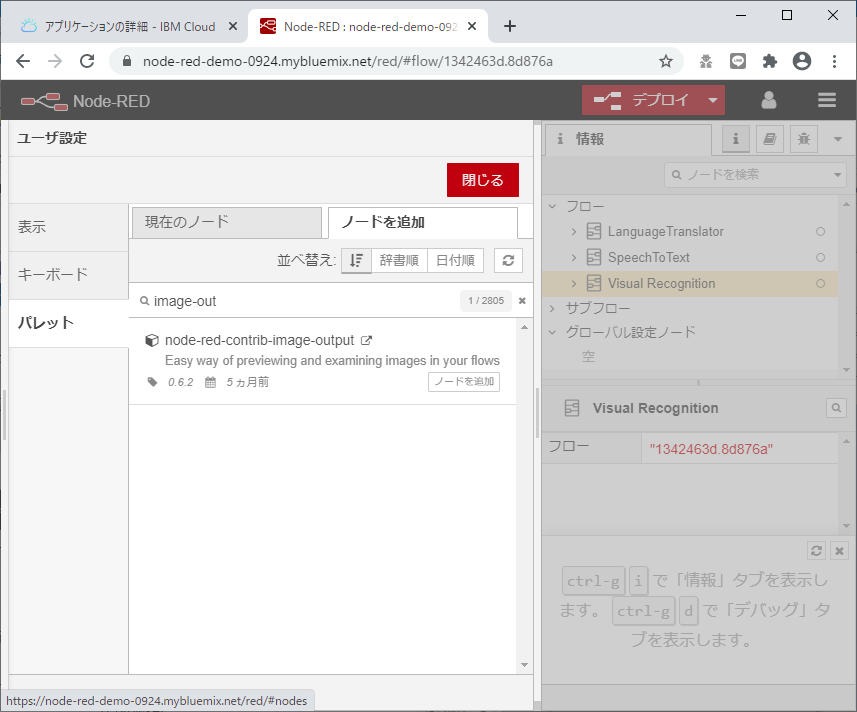 アプリケーションの詳細 - IBM Cloud
Node-RED : node-red-demo-092
node-red-demo-0924.mybluemix.net/red/#flow/1342463d.8d876a
Node-RED
デプロイ
ユーザ設定
閉じる
表示
キーボード
パレット
現在のノード
ノードを追加
並べ替え:
辞書順
日付順
image-out
1 / 2805
node-red-contrib-image-output
Easy way of previewing and examining images in your flows
0.6.2
5 ヵ月前
ノードを追加
情報
ノードを検索
フロー
LanguageTranslator
SpeechToText
Visual Recognition
サブフロー
グローバル設定ノード
空
Visual Recognition
フロー
"1342463d.8d876a"
ctrl-g i で「情報」タブを表示し
ます。 ctrl-g d で「デバッグ」タ
ブを表示します。
https://node-red-demo-0924.mybluemix.net/red/#nodes